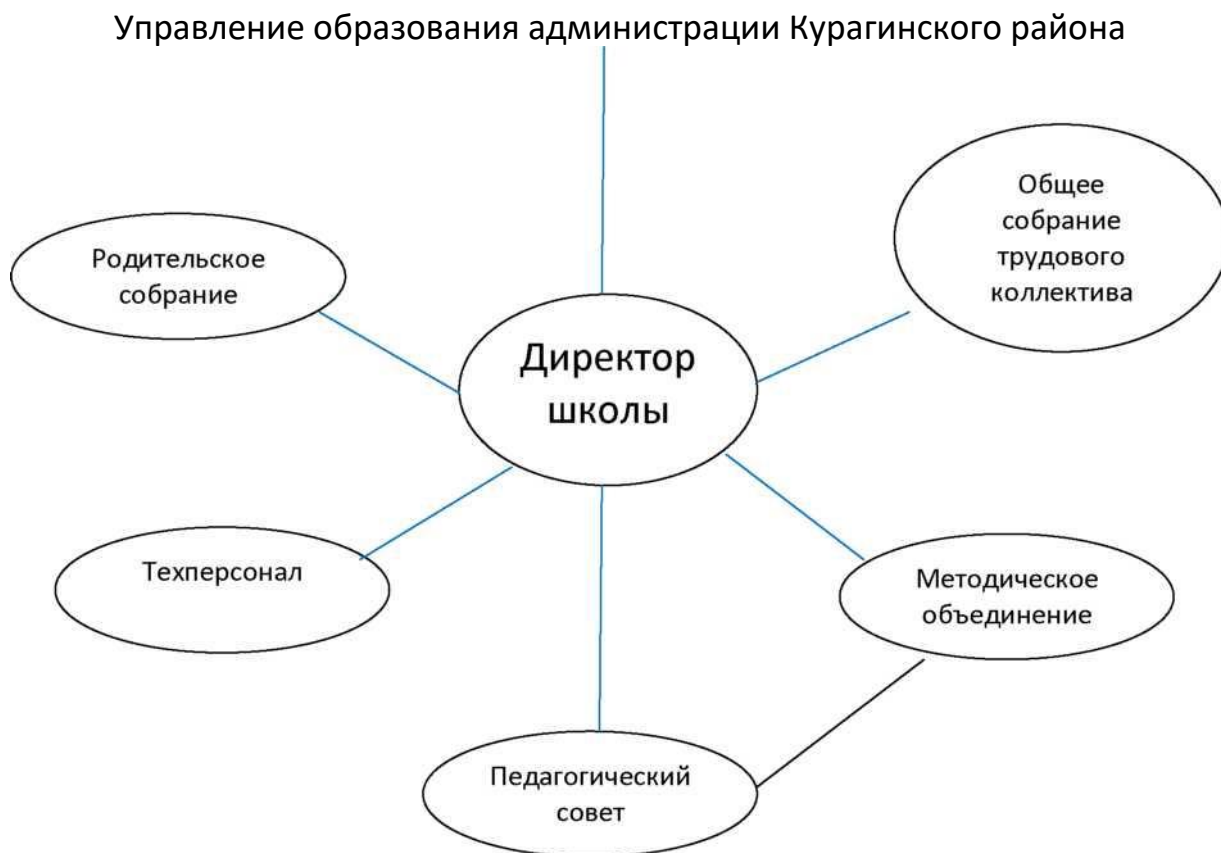 Управление образования администрации Курагинского района
Общее
собрание
трудового
коллектива
Родительское
собрание
Директор
школы
Техперсонал
Методическое
объединение
Педагогический
совет